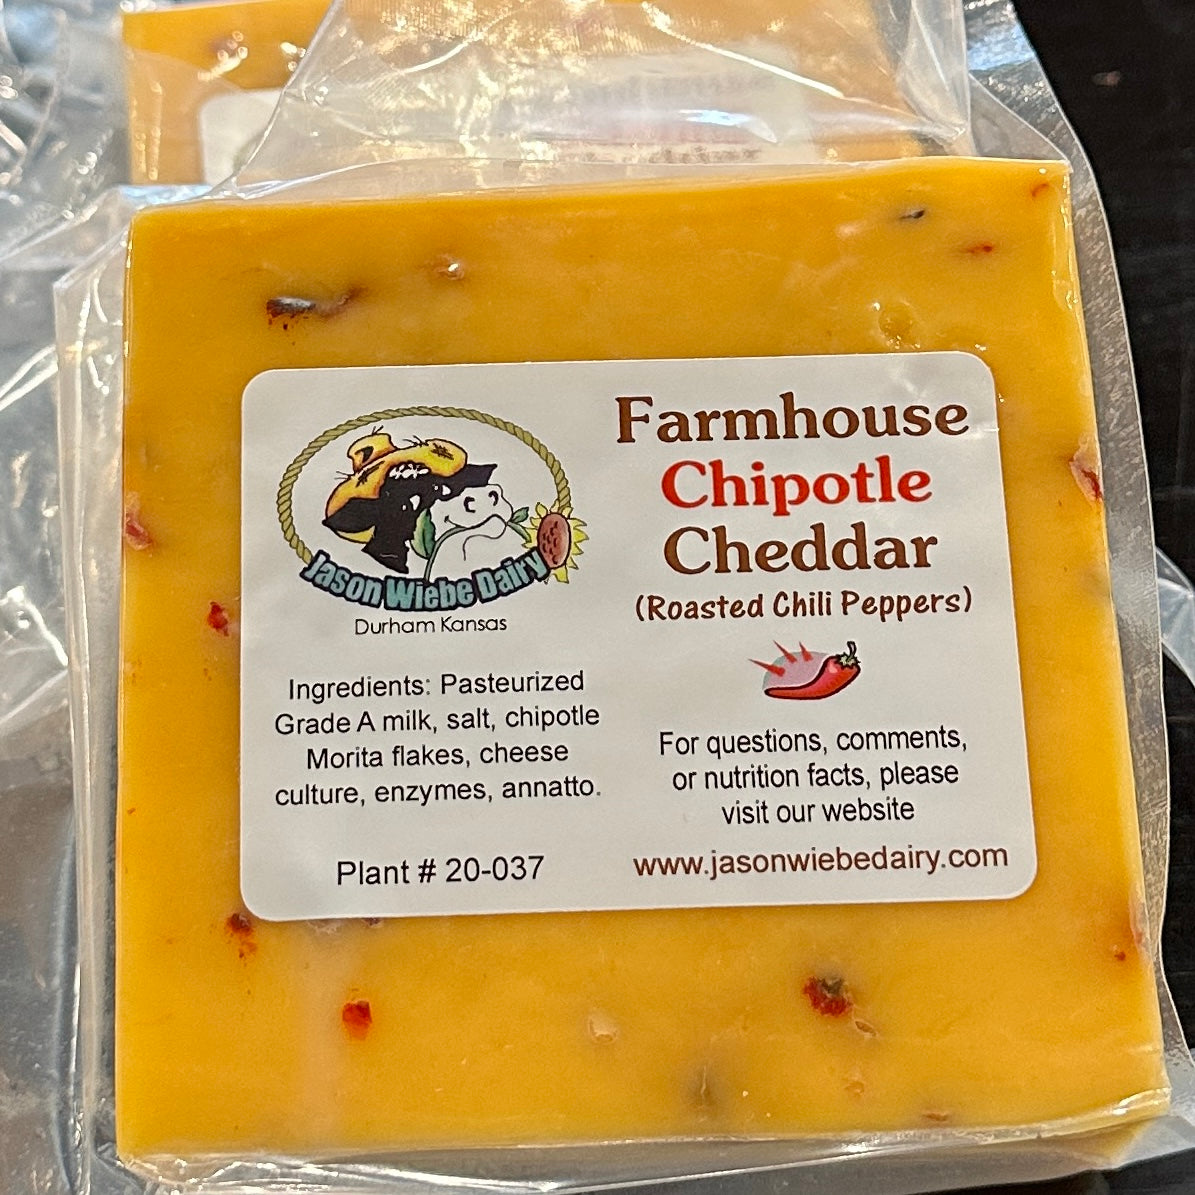 Jason Wiebe Dairy
Durham Kansas
Ingredients: Pasteurized
Grade A milk, salt, chipotle
Morita flakes, cheese
culture, enzymes, annatto.
Plant # 20-037
Farmhouse
Chipotle
Cheddar
(Roasted Chili Peppers)
For questions, comments,
or nutrition facts, please
visit our website
www.jasonwiebedairy.com